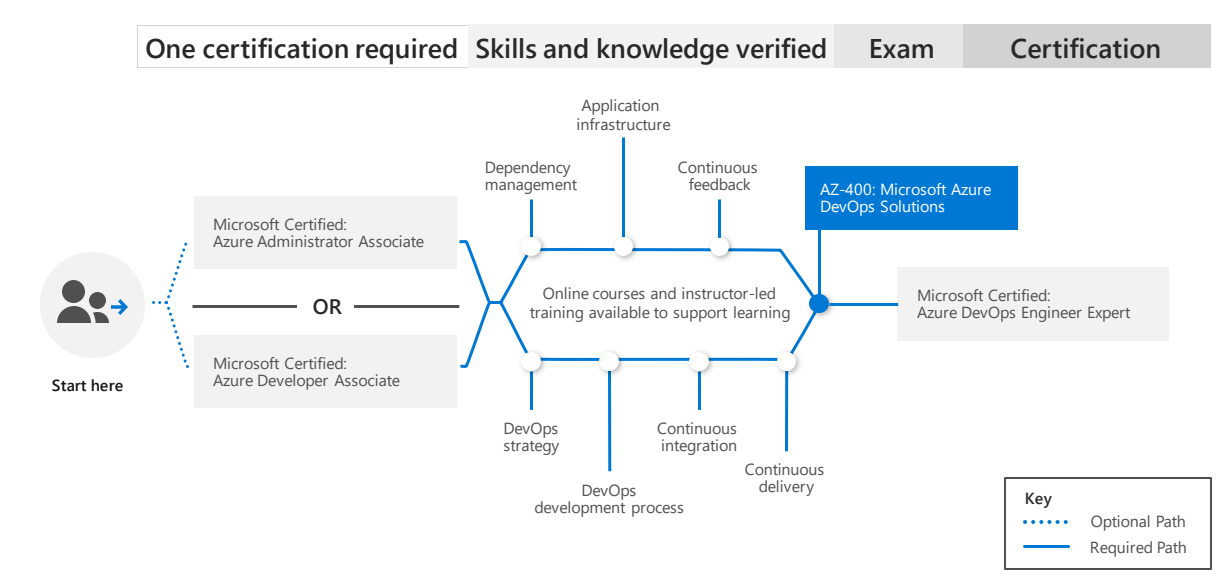 One certification required
Skills and knowledge verified
Exam
Certification
Application
infrastructure
Dependency
management
Continuous
feedback
AZ-400: Microsoft Azure
DevOps Solutions
Microsoft Certified:
Azure Administrator Associate
OR
Microsoft Certified:
Azure Developer Associate
Start here
Online courses and instructor-led
training available to support learning
Microsoft Certified:
Azure DevOps Engineer Expert
DevOps
strategy
DevOps
development process
Continuous
integration
Continuous
delivery
Key
Optional Path
Required Path